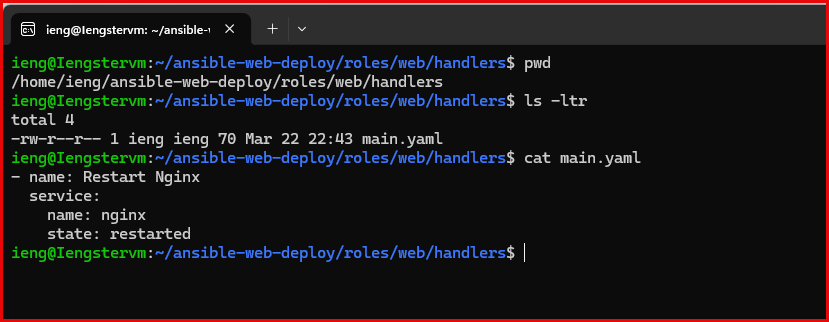 ieng@Iengstervm: ~/ansible-v
ieng@Iengstervm:~/ansible-web-deploy/roles/web/handlers$ pwd
/home/ieng/ansible-web-deploy/roles/web/handlers
ieng@Iengstervm:~/ansible-web-deploy/roles/web/handlers$ ls -ltr
total 4
-rw-r--r-- 1 ieng ieng 70 Mar 22 22:43 main.yaml
ieng@Iengstervm:~/ansible-web-deploy/roles/web/handlers$ cat main.yaml
- name: Restart Nginx
  service:
    name: nginx
    state: restarted
ieng@Iengstervm:~/ansible-web-deploy/roles/web/handlers$